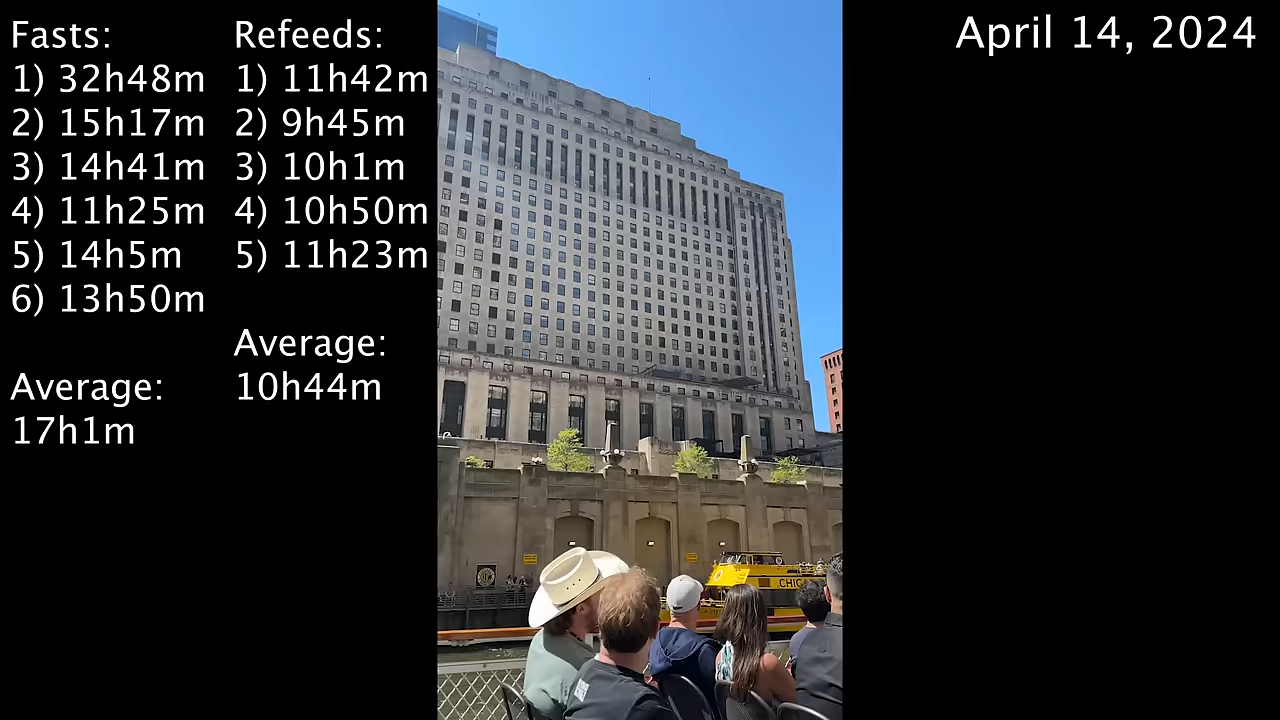 Fasts:
1) 32h48m
2) 15h17m
3) 14h41m
4) 11h25m
5) 14h5m
6) 13h50m
Average:
17h1m
Refeeds:
1) 11h42m
2) 9h45m
3) 10h1m
4) 10h50m
5) 11h23m
Average:
10h44m
April 14, 2024